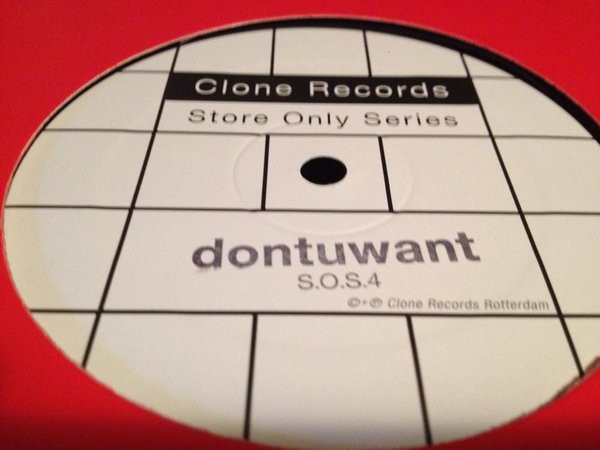 Clone Records
Store Only Series
dontuwant
S.O.S.4
©+℗ Clone Records Rotterdam